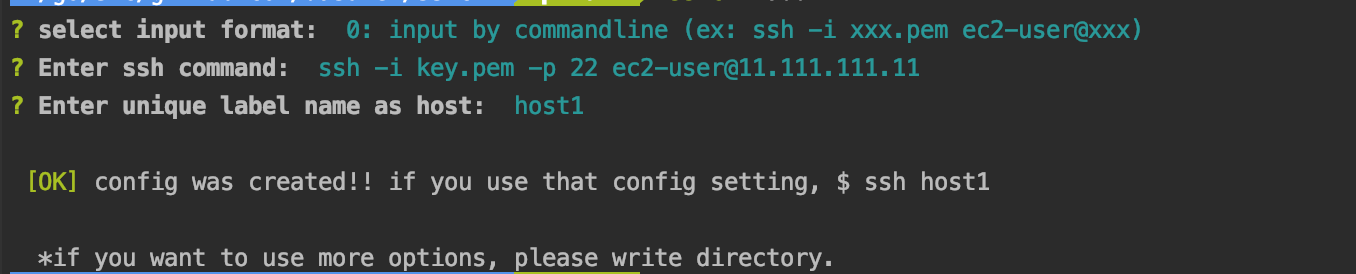 ? select input format:  0: input by commandline (ex: ssh -i xxx.pem ec2-user@xxx)
? Enter ssh command:  ssh -i key.pem -p 22 ec2-user@11.111.111.11
? Enter unique label name as host:  host1
[OK] config was created!! if you use that config setting, $ ssh host1
*if you want to use more options, please write directory.